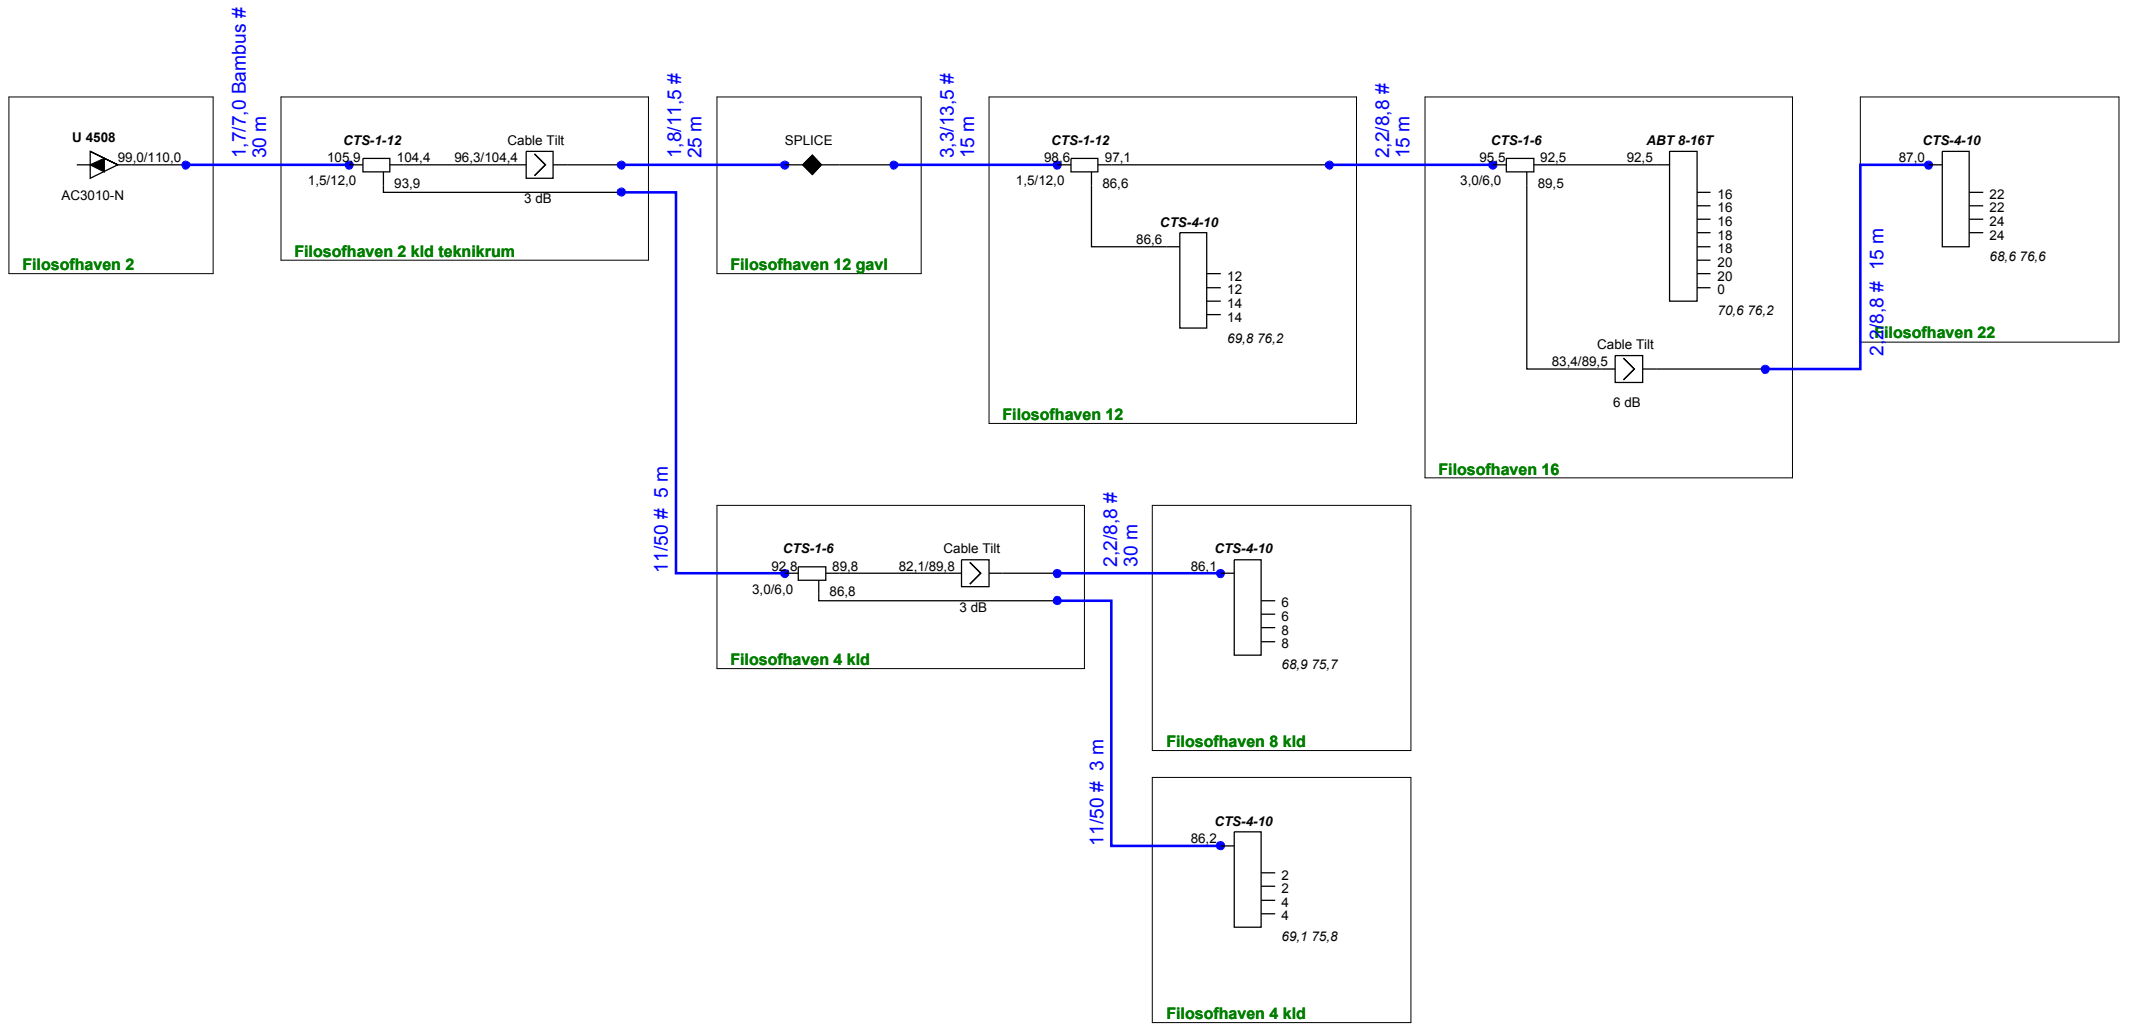 U 4508
99,0/110,0
AC3010-N
Filosofhaven 2
1,7/7,0 Bambus #
30 m
CTS-1-12
105,9
104,4
1,5/12,0
93,9
Cable Tilt
96,3/104,4
3 dB
Filosofhaven 2 kld teknikrum
1,8/11,5 #
25 m
SPLICE
Filosofhaven 12 gavl
3,3/13,5 #
15 m
CTS-1-12
98,6
97,1
1,5/12,0
86,6
CTS-4-10
86,6
12
12
14
14
69,8 76,2
Filosofhaven 12
2,2/8,8 #
15 m
CTS-1-6
95,5
92,5
3,0/6,0
89,5
ABT 8-16T
92,5
16
16
16
18
18
20
20
0
70,6 76,2
Cable Tilt
83,4/89,5
6 dB
Filosofhaven 16
2,2/8,8 # 15 m
CTS-4-10
87,0
22
22
24
24
68,6 76,6
Filosofhaven 22
11/50 # 5 m
CTS-1-6
92,8
89,8
3,0/6,0
86,8
Cable Tilt
82,1/89,8
3 dB
Filosofhaven 4 kld
2,2/8,8 #
30 m
CTS-4-10
86,1
6
6
8
8
68,9 75,7
Filosofhaven 8 kld
11/50 # 3 m
CTS-4-10
86,2
2
2
4
4
69,1 75,8
Filosofhaven 4 kld